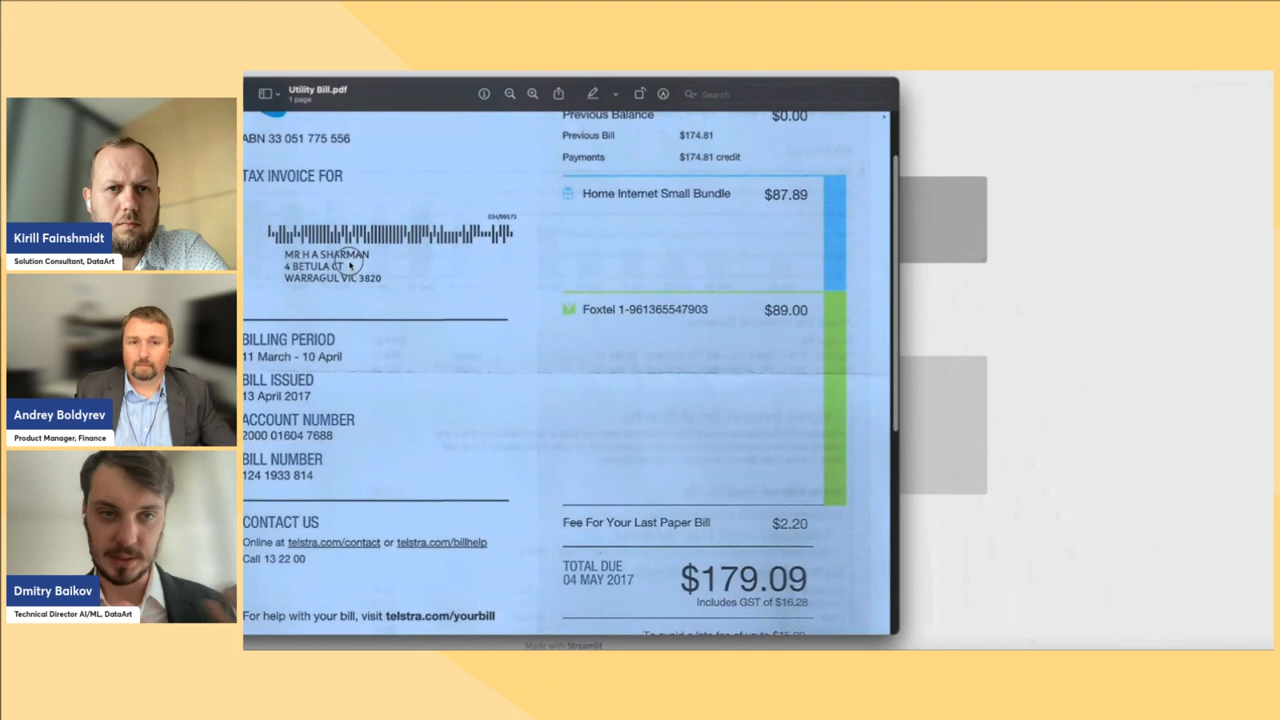 Kirill Fainshmidt
Solution Consultant, DataArt
Andrey Boldyrev
Product Manager, Finance
Dmitry Baikov
Technical Director AI/ML, DataArt
Utility Bill.pdf
1 page
Search
ABN 33 051 775 556
TAX INVOICE FOR
034/99173
MR H A SHARMAN
4 BETULA CT
WARRAGUL VIC 3820
BILLING PERIOD
11 March - 10 April
BILL ISSUED
13 April 2017
ACCOUNT NUMBER
2000 01604 7688
BILL NUMBER
124 1933 814
CONTACT US
Online at telstra.com/contact or telstra.com/billhelp
Call 13 22 00
For help with your bill, visit telstra.com/yourbill
Previous Balance $0.00
Previous Bill $174.81
Payments $174.81 credit
Home Internet Small Bundle $87.89
Foxtel 1-961365547903 $89.00
Fee For Your Last Paper Bill $2.20
TOTAL DUE
04 MAY 2017
$179.09
Includes GST of $16.28
Made with Streamlit